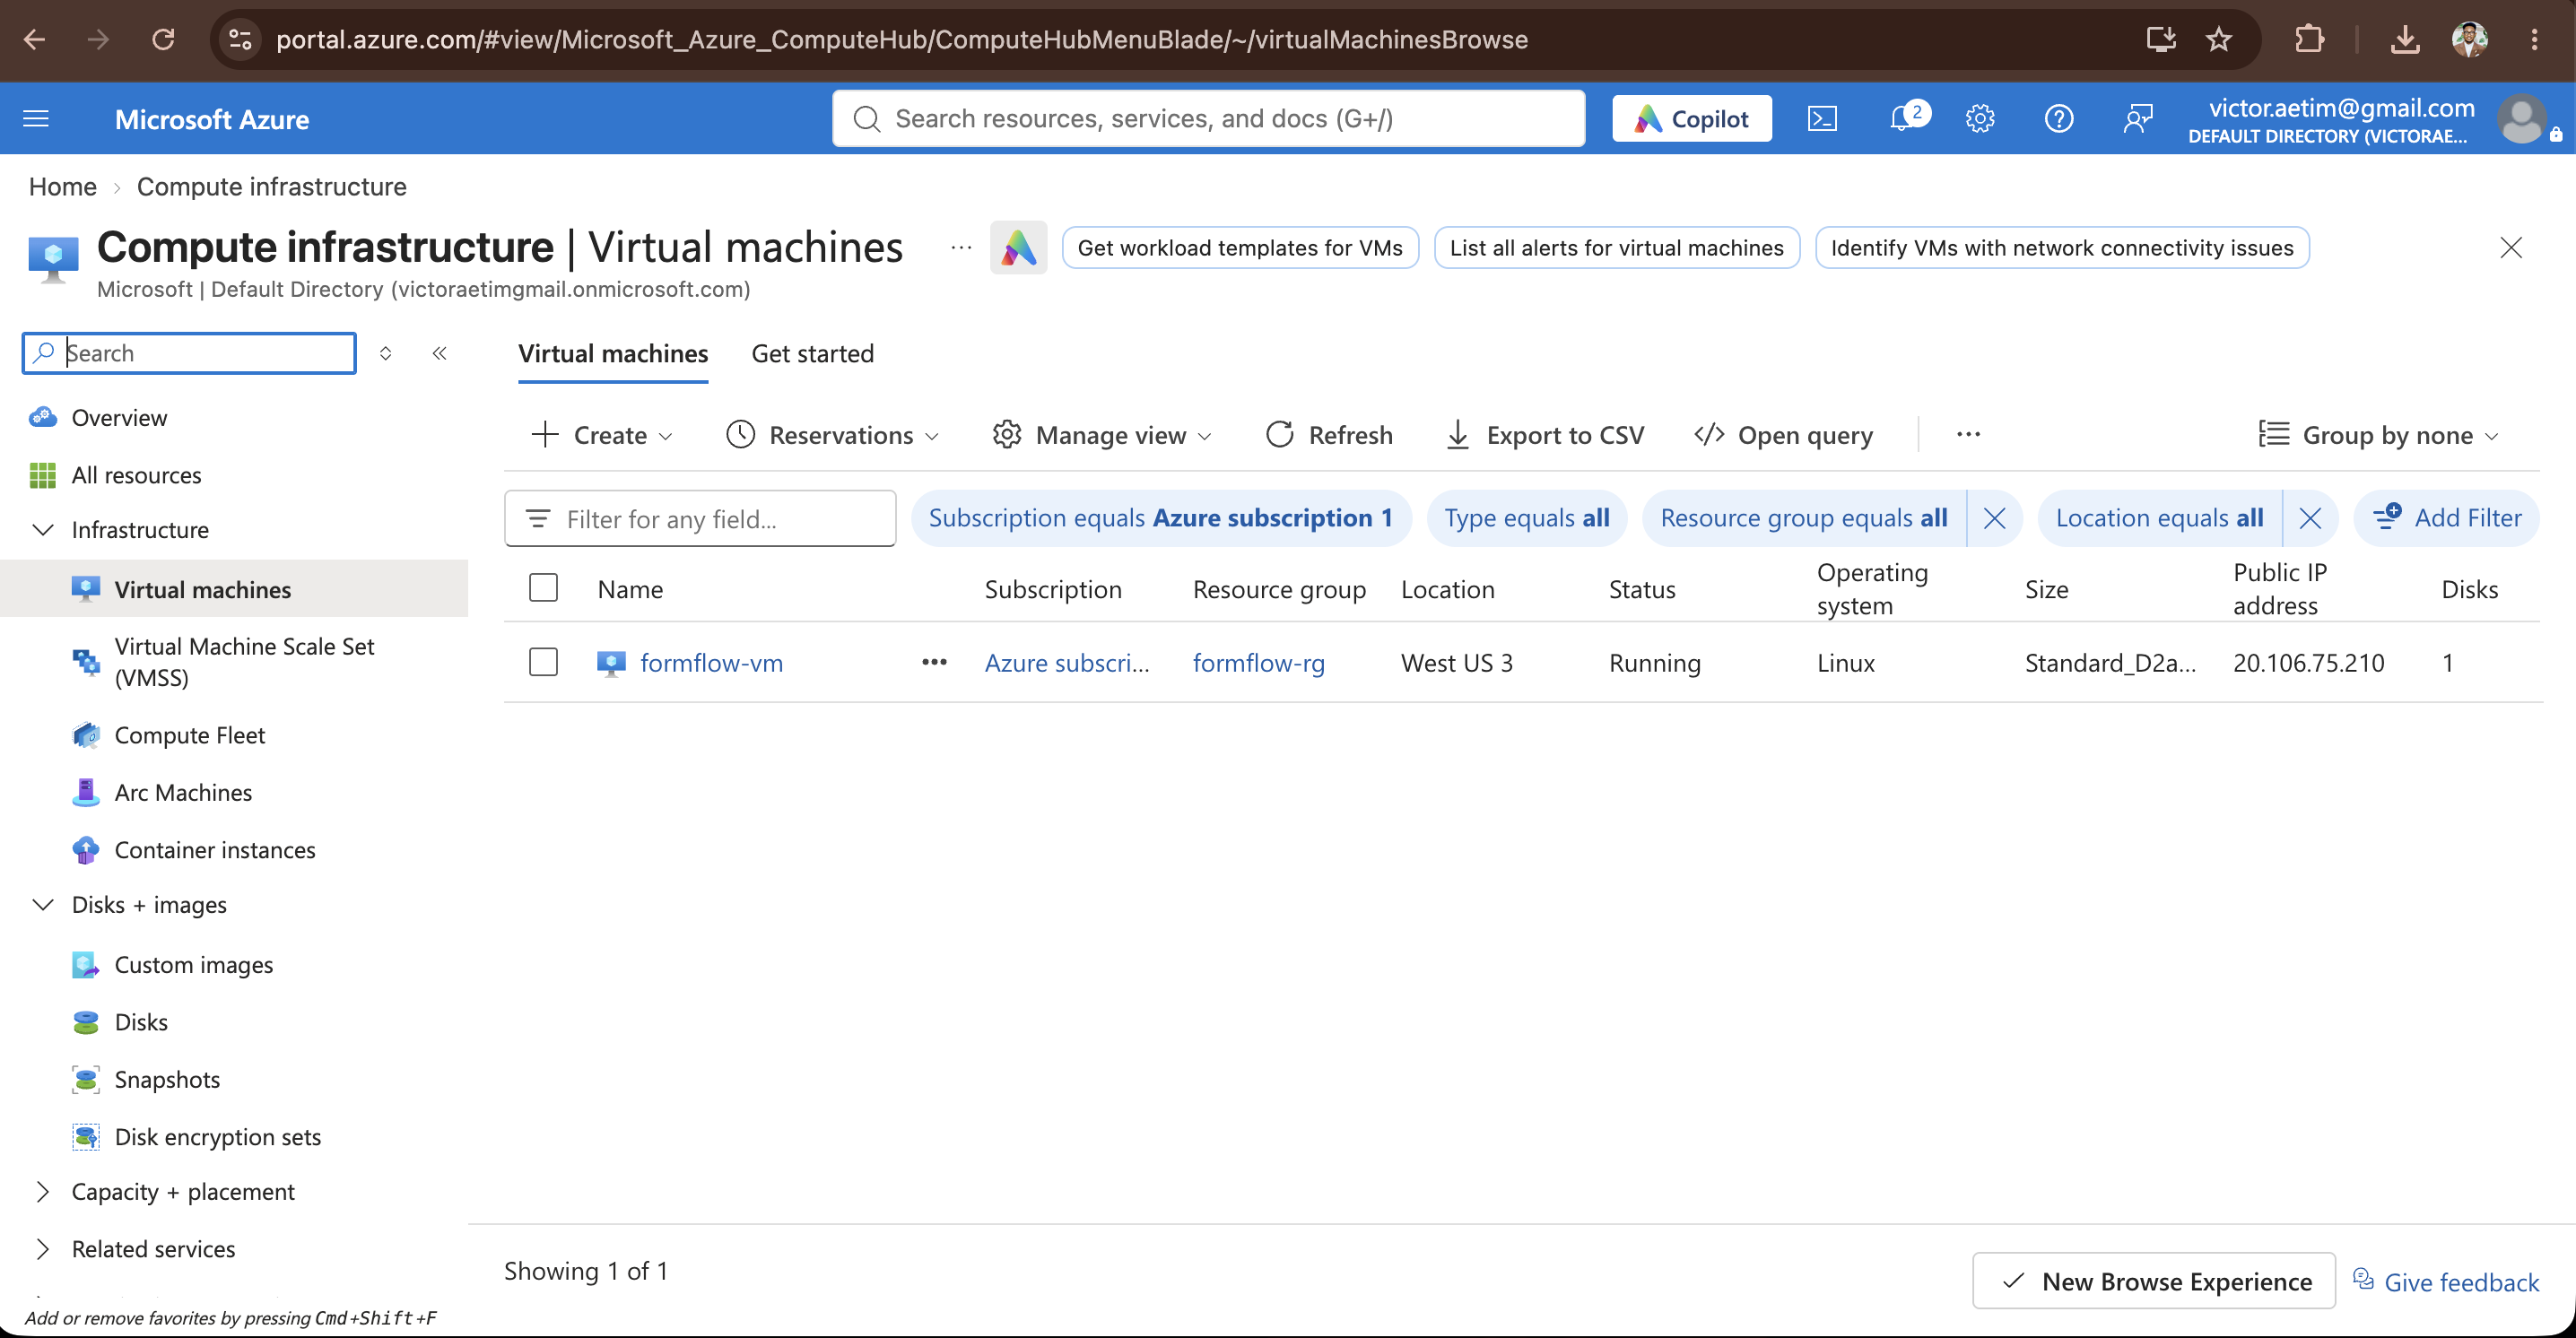 portal.azure.com/#view/Microsoft_Azure_ComputeHub/ComputeHubMenuBlade/~/virtualMachinesBrowse
Microsoft Azure
Search resources, services, and docs (G+/)
Copilot
2
victor.aetim@gmail.com
DEFAULT DIRECTORY (VICTORAE...
Home > Compute infrastructure
Compute infrastructure | Virtual machines
...
Get workload templates for VMs
List all alerts for virtual machines
Identify VMs with network connectivity issues
Microsoft | Default Directory (victoraetimgmail.onmicrosoft.com)
Search
Overview
All resources
Infrastructure
Virtual machines
Virtual Machine Scale Set
(VMSS)
Compute Fleet
Arc Machines
Container instances
Disks + images
Custom images
Disks
Snapshots
Disk encryption sets
Capacity + placement
Related services
Add or remove favorites by pressing Cmd+Shift+F
Virtual machines
Get started
Create
Reservations
Manage view
Refresh
Export to CSV
Open query
...
Group by none
Filter for any field...
Subscription equals Azure subscription 1
Type equals all
Resource group equals all
Location equals all
Add Filter
Name
Subscription
Resource group
Location
Status
Operating
system
Size
Public IP
address
Disks
formflow-vm
...
Azure subscri...
formflow-rg
West US 3
Running
Linux
Standard_D2a...
20.106.75.210
1
Showing 1 of 1
New Browse Experience
Give feedback